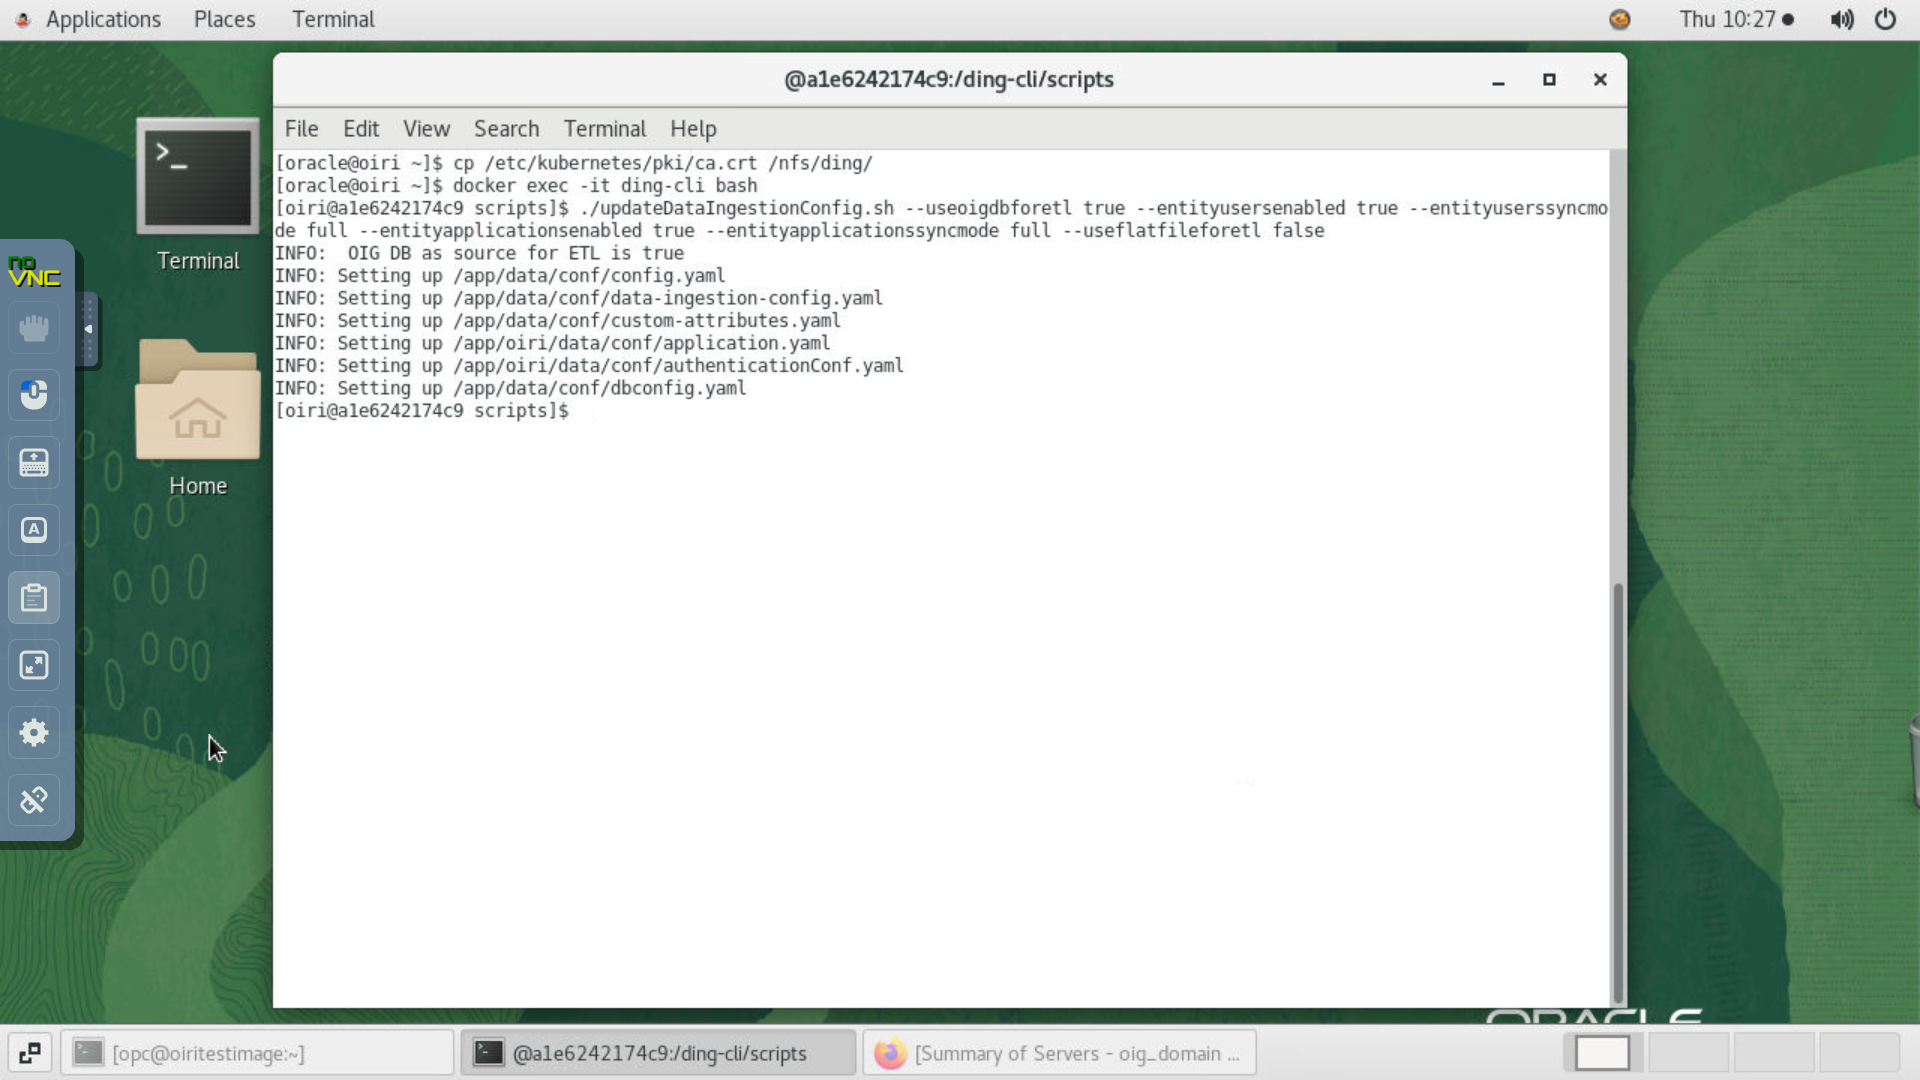 Applications Places Terminal Thu 10:27
@a1e6242174c9:/ding-cli/scripts
File Edit View Search Terminal Help
[oracle@oiri ~]$ cp /etc/kubernetes/pki/ca.crt /nfs/ding/
[oracle@oiri ~]$ docker exec -it ding-cli bash
[oiri@a1e6242174c9 scripts]$ ./updateDataIngestionConfig.sh --useoigdbforetl true --entityusersenabled true --entityuserssyncmo
de full --entityapplicationsenabled true --entityapplicationssyncmode full --useflatfileforetl false
INFO:  OIG DB as source for ETL is true
INFO: Setting up /app/data/conf/config.yaml
INFO: Setting up /app/data/conf/data-ingestion-config.yaml
INFO: Setting up /app/data/conf/custom-attributes.yaml
INFO: Setting up /app/oiri/data/conf/application.yaml
INFO: Setting up /app/oiri/data/conf/authenticationConf.yaml
INFO: Setting up /app/data/conf/dbconfig.yaml
[oiri@a1e6242174c9 scripts]$
Terminal
Home
no
VNC
A
ORACLE
[opc@oiritestimage:~]
@a1e6242174c9:/ding-cli/scripts
[Summary of Servers - oig_domain ...